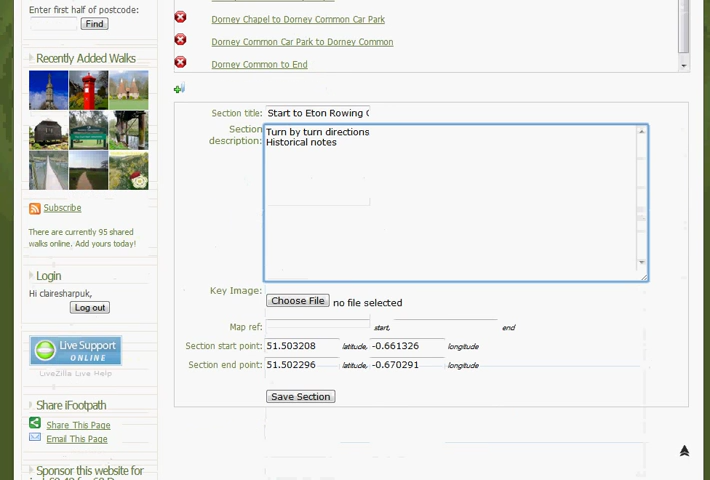 Enter first half of postcode:
Find
Recently Added Walks
Subscribe
There are currently 95 shared
walks online. Add yours today!
Login
Hi clairesharpuk,
Log out
Live Support
ONLINE
LiveZilla Live Help
Share iFootpath
Share This Page
Email This Page
Sponsor this website for
Dorney Chapel to Dorney Common Car Park
Dorney Common Car Park to Dorney Common
Dorney Common to End
Section title: Start to Eton Rowing
Section
description:
Turn by turn directions
Historical notes
Key Image:
Choose File no file selected
Map ref: start, end
Section start point: 51.503208 latitude, -0.661326 longitude
Section end point: 51.502296 latitude, -0.670291 longitude
Save Section